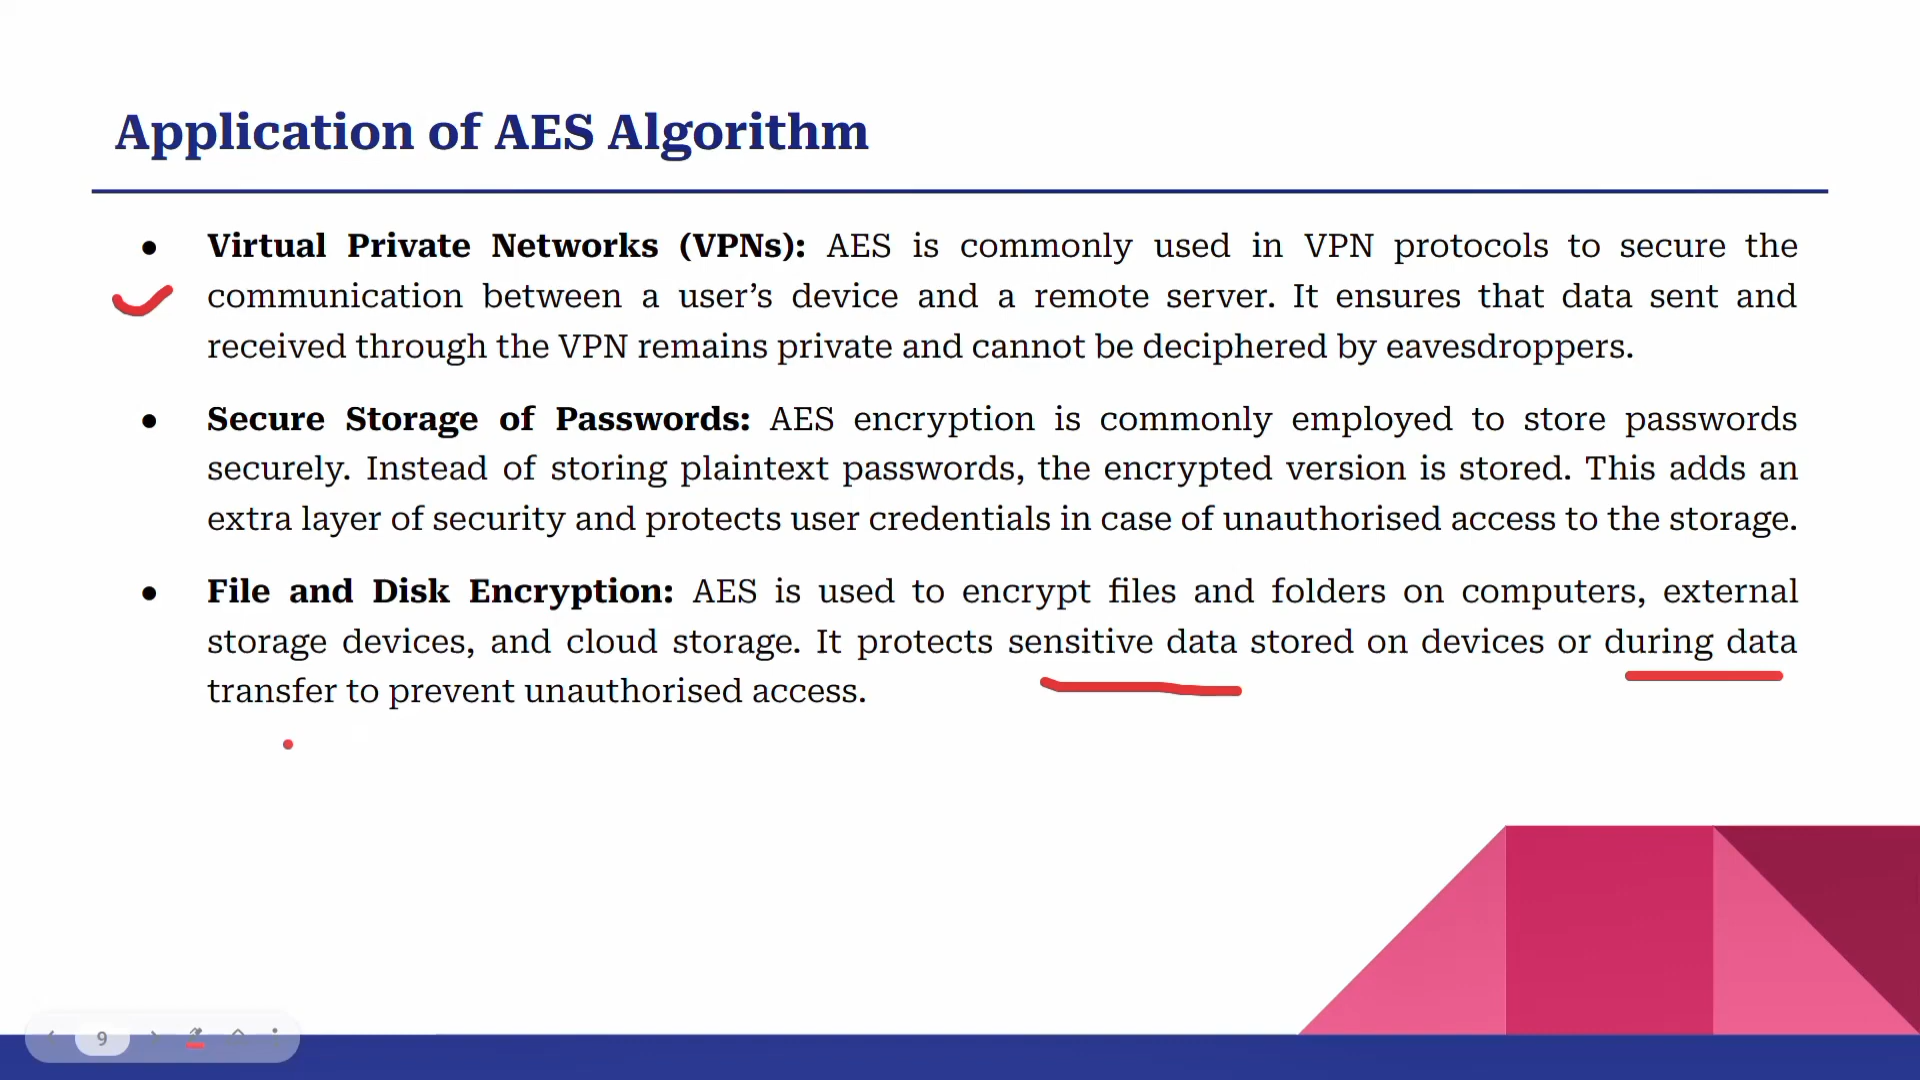 Application of AES Algorithm
● Virtual Private Networks (VPNs): AES is commonly used in VPN protocols to secure the
communication between a user’s device and a remote server. It ensures that data sent and
received through the VPN remains private and cannot be deciphered by eavesdroppers.
● Secure Storage of Passwords: AES encryption is commonly employed to store passwords
securely. Instead of storing plaintext passwords, the encrypted version is stored. This adds an
extra layer of security and protects user credentials in case of unauthorised access to the storage.
● File and Disk Encryption: AES is used to encrypt files and folders on computers, external
storage devices, and cloud storage. It protects sensitive data stored on devices or during data
transfer to prevent unauthorised access.
9